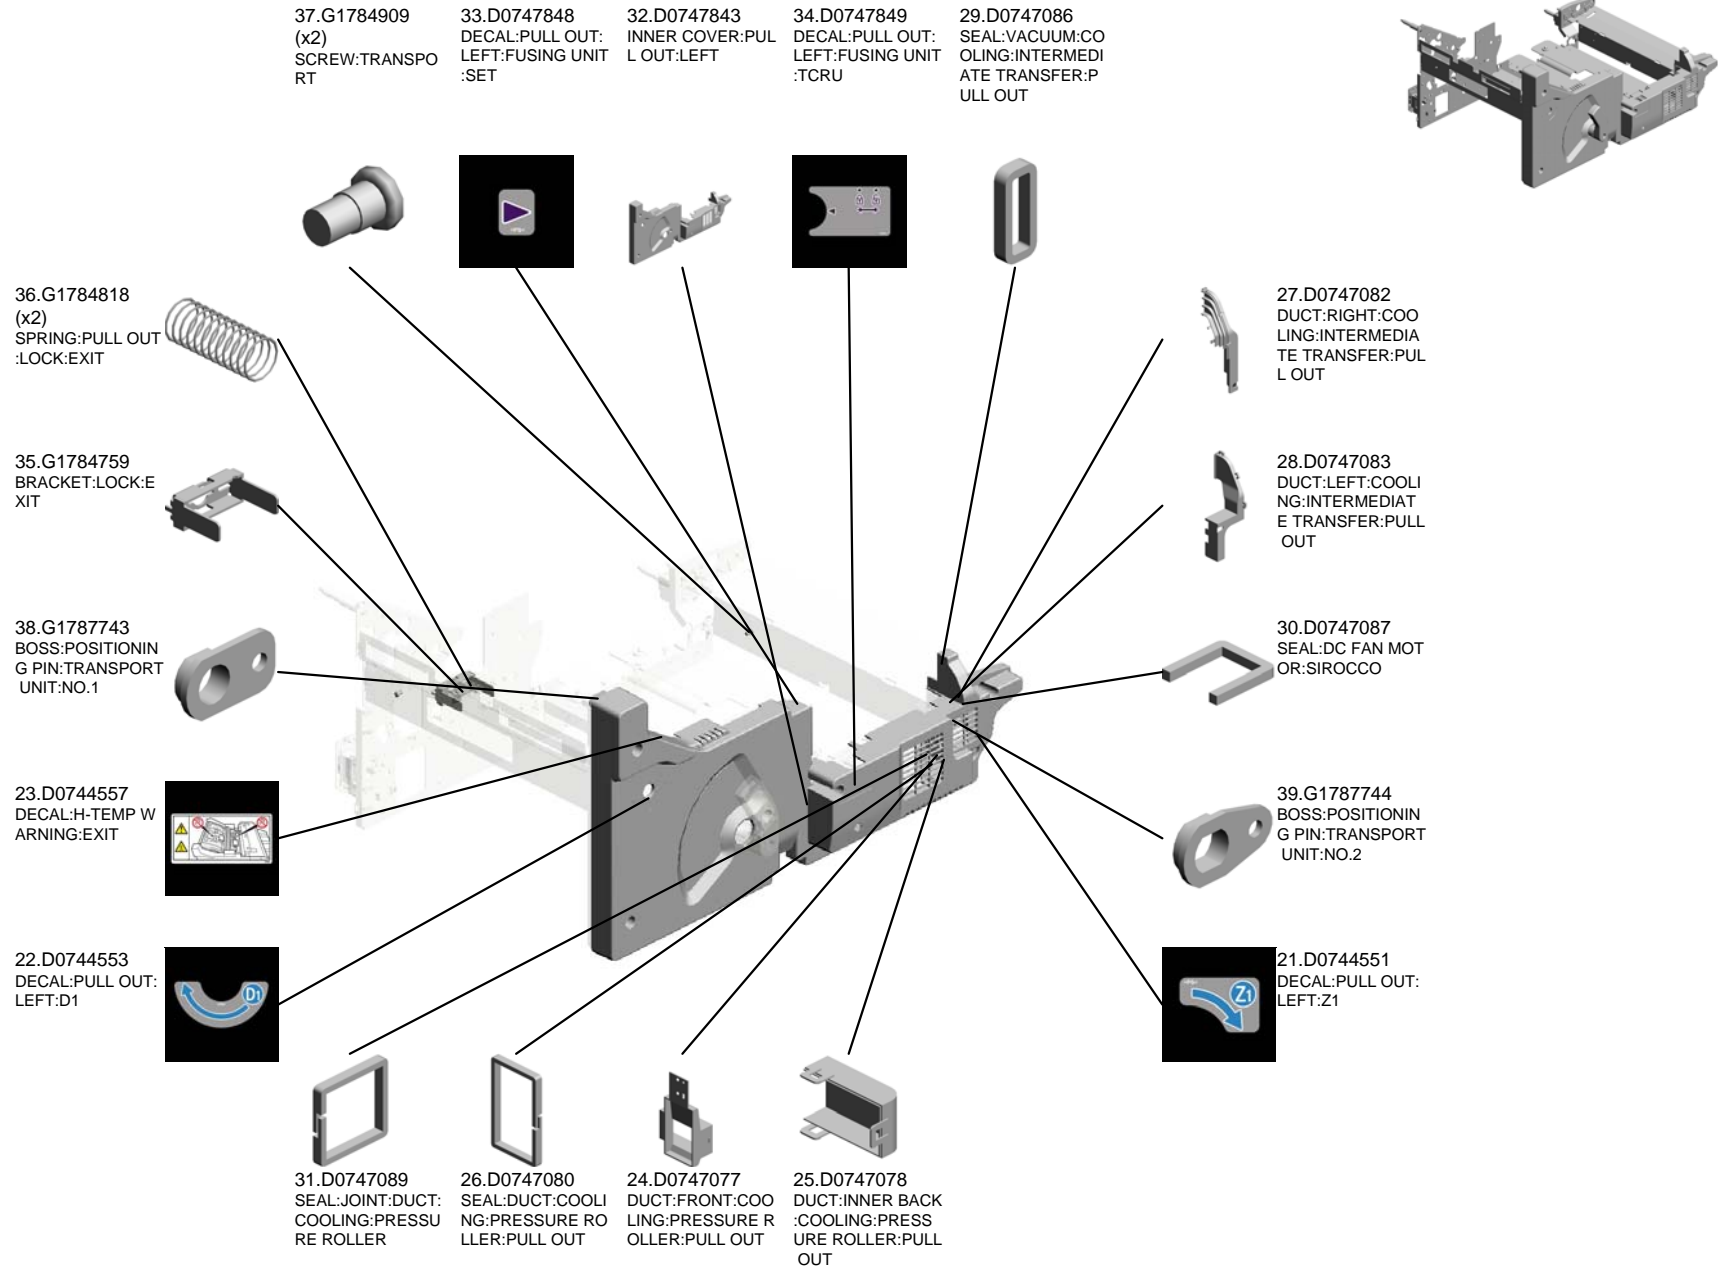 37.G1784909
(x2)
SCREW:TRANSPO
RT
33.D0747848
DECAL:PULL OUT:
LEFT:FUSING UNIT
:SET
32.D0747843
INNER COVER:PUL
L OUT:LEFT
34.D0747849
DECAL:PULL OUT:
LEFT:FUSING UNIT
:TCRU
29.D0747086
SEAL:VACUUM:CO
OLING:INTERMEDI
ATE TRANSFER:P
ULL OUT
36.G1784818
(x2)
SPRING:PULL OUT
:LOCK:EXIT
27.D0747082
DUCT:RIGHT:COO
LING:INTERMEDIA
TE TRANSFER:PUL
L OUT
35.G1784759
BRACKET:LOCK:E
XIT
28.D0747083
DUCT:LEFT:COOLI
NG:INTERMEDIAT
E TRANSFER:PULL
OUT
38.G1787743
BOSS:POSITIONIN
G PIN:TRANSPORT
UNIT:NO.1
30.D0747087
SEAL:DC FAN MOT
OR:SIROCCO
23.D0744557
DECAL:H-TEMP W
ARNING:EXIT
39.G1787744
BOSS:POSITIONIN
G PIN:TRANSPORT
UNIT:NO.2
22.D0744553
DECAL:PULL OUT:
LEFT:D1
D1
21.D0744551
DECAL:PULL OUT:
LEFT:Z1
Z1
31.D0747089
SEAL:JOINT:DUCT:
COOLING:PRESSU
RE ROLLER
26.D0747080
SEAL:DUCT:COOLI
NG:PRESSURE RO
LLER:PULL OUT
24.D0747077
DUCT:FRONT:COO
LING:PRESSURE R
OLLER:PULL OUT
25.D0747078
DUCT:INNER BACK
:COOLING:PRESS
URE ROLLER:PULL
OUT